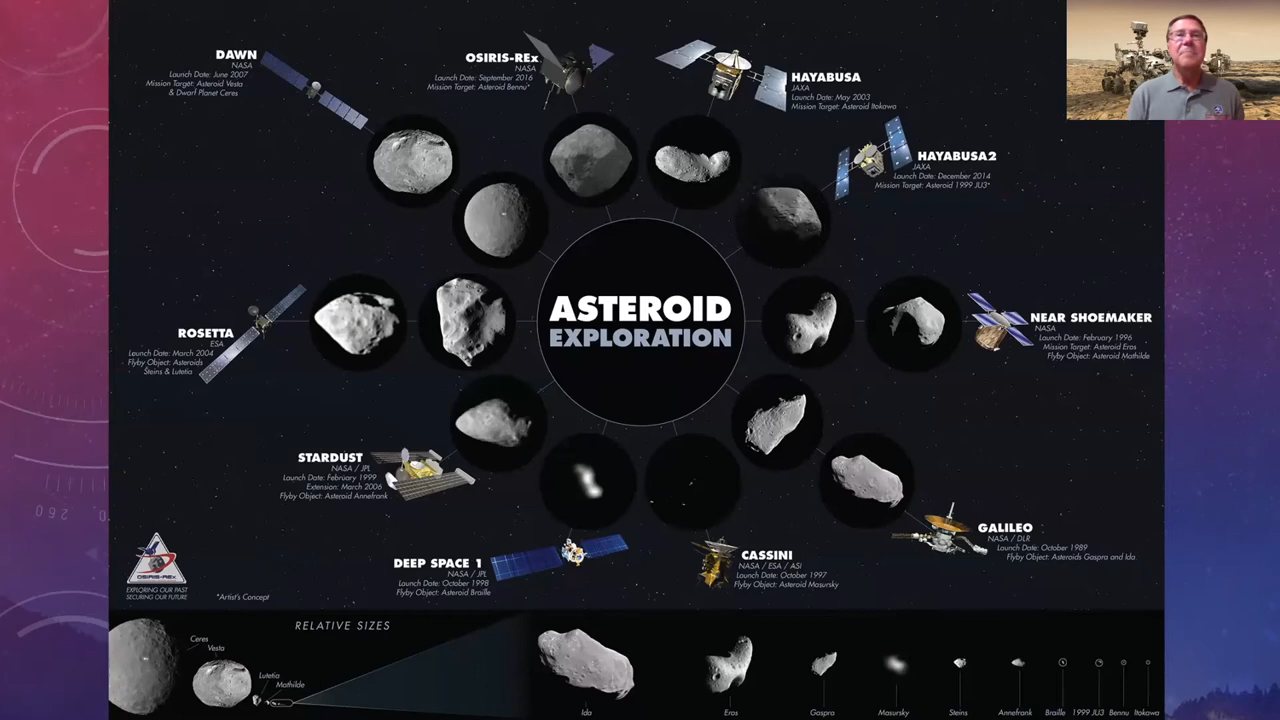 DAWN
NASA
Launch Date: June 2007
Mission Target: Asteroid Vesta
& Dwarf Planet Ceres
OSIRIS-REx
NASA
Launch Date: September 2016
Mission Target: Asteroid Bennu*
HAYABUSA
JAXA
Launch Date: May 2003
Mission Target: Asteroid Itokawa
HAYABUSA2
JAXA
Launch Date: December 2014
Mission Target: Asteroid 1999 JU3*
ASTEROID
EXPLORATION
ROSETTA
ESA
Launch Date: March 2004
Flyby Object: Asteroids
Steins & Lutetia
NEAR SHOEMAKER
NASA
Launch Date: February 1996
Mission Target: Asteroid Eros
Flyby Object: Asteroid Mathilde
STARDUST
NASA / JPL
Launch Date: February 1999
Extension: March 2006
Flyby Object: Asteroid Annefrank
GALILEO
NASA / DLR
Launch Date: October 1989
Flyby Object: Asteroids Gaspra and Ida
DEEP SPACE 1
NASA / JPL
Launch Date: October 1998
Flyby Object: Asteroid Braille
CASSINI
NASA / ESA / ASI
Launch Date: October 1997
Flyby Object: Asteroid Masursky
260
OSIRIS-REx
EXPLORING OUR PAST
SECURING OUR FUTURE
*Artist's Concept
RELATIVE SIZES
Ceres
Vesta
Lutetia
Mathilde
Ida
Eros
Gaspra
Masursky
Steins
Annefrank
Braille
1999 JU3
Bennu
Itokawa